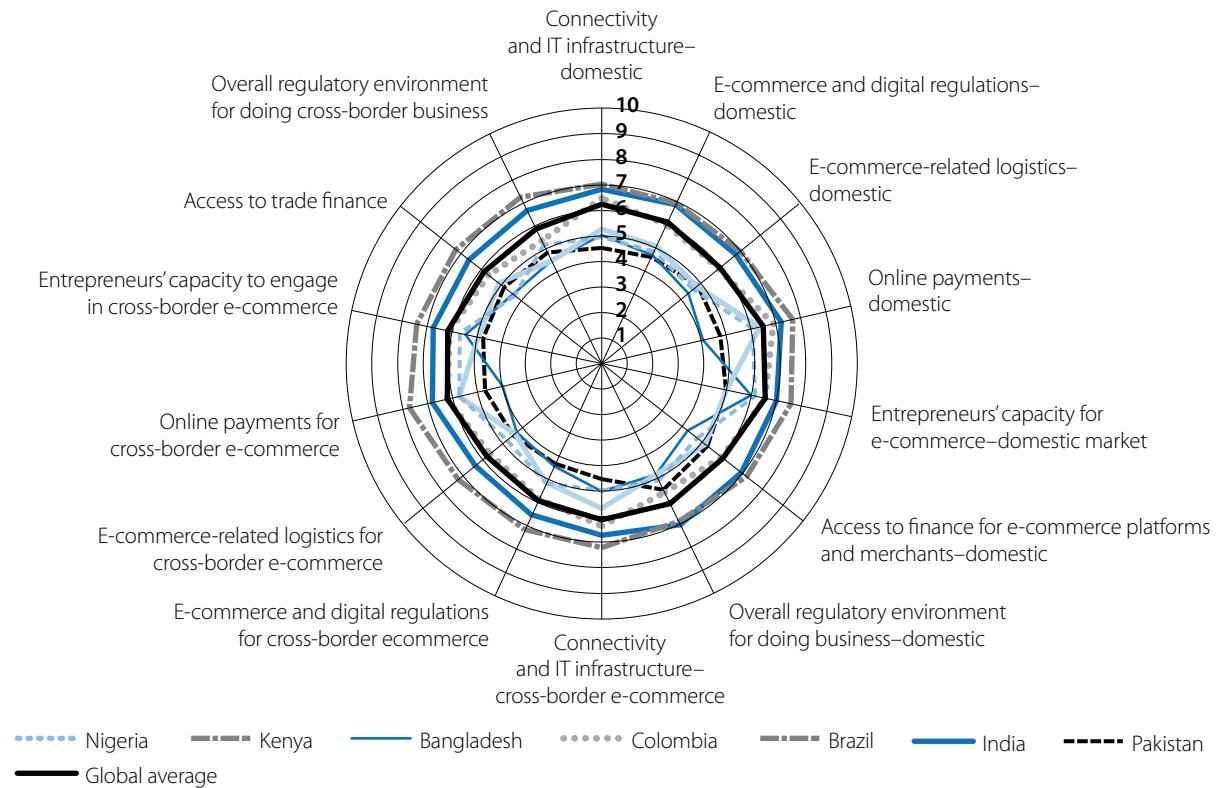 Connectivity
and IT infrastructure–
domestic
E-commerce and digital regulations–
domestic
E-commerce-related logistics–
domestic
Online payments–
domestic
Entrepreneurs' capacity for
e-commerce–domestic market
Access to finance for e-commerce platforms
and merchants–domestic
Overall regulatory environment
for doing business–domestic
Connectivity
and IT infrastructure–
cross-border e-commerce
E-commerce and digital regulations
for cross-border ecommerce
E-commerce-related logistics for
cross-border e-commerce
Online payments for
cross-border e-commerce
Entrepreneurs' capacity to engage
in cross-border e-commerce
Access to trade finance
Overall regulatory environment
for doing cross-border business
10
9
8
7
6
5
4
3
2
1
Nigeria Kenya Bangladesh Colombia Brazil India Pakistan
Global average